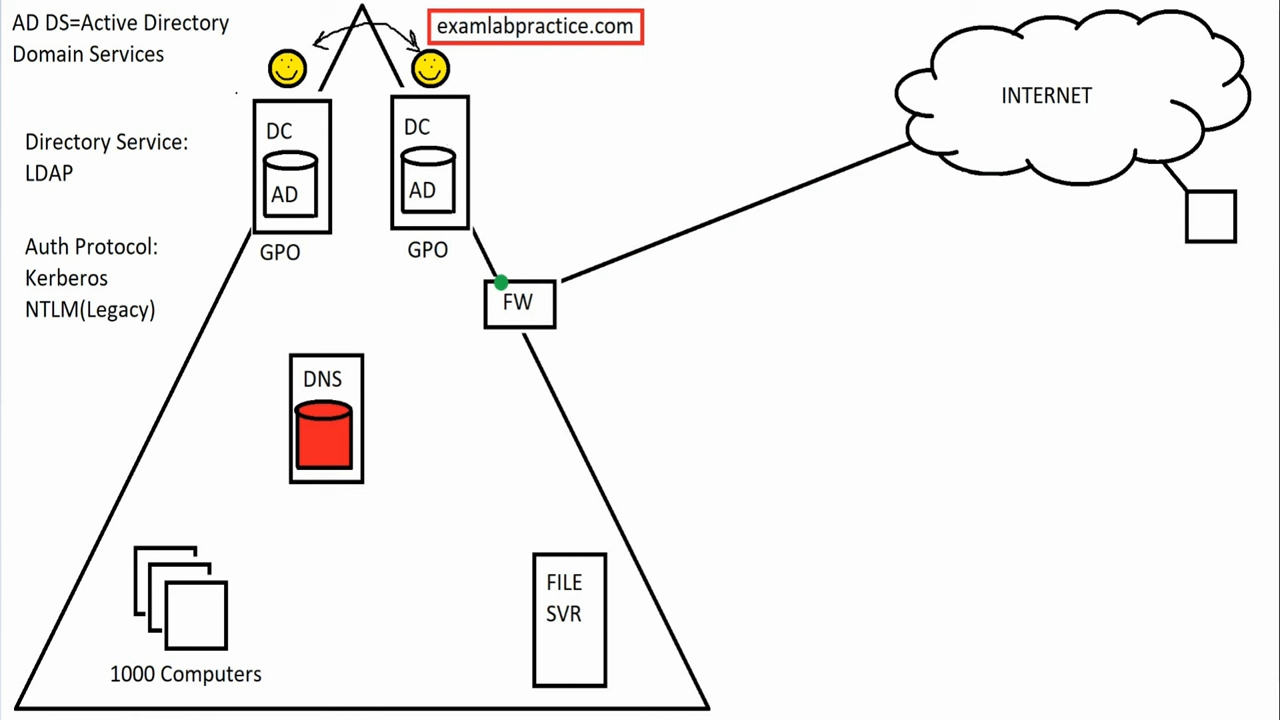 AD DS=Active Directory
Domain Services
examlabpractice.com
INTERNET
Directory Service:
LDAP
Auth Protocol:
Kerberos
NTLM(Legacy)
DC
AD
GPO
DC
AD
GPO
FW
DNS
1000 Computers
FILE
SVR